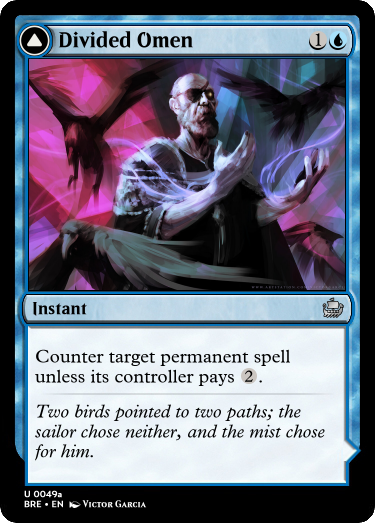 Divided Omen 1
Instant
Counter target permanent spell
unless its controller pays 2.
Two birds pointed to two paths; the
sailor chose neither, and the mist chose
for him.
U 0049a
BRE • EN Victor Garcia